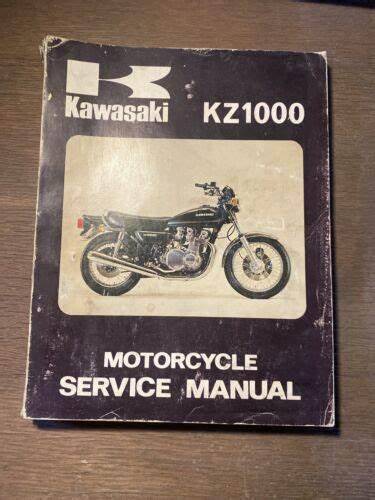 Kawasaki KZ1000
MOTORCYCLE
SERVICE MANUAL